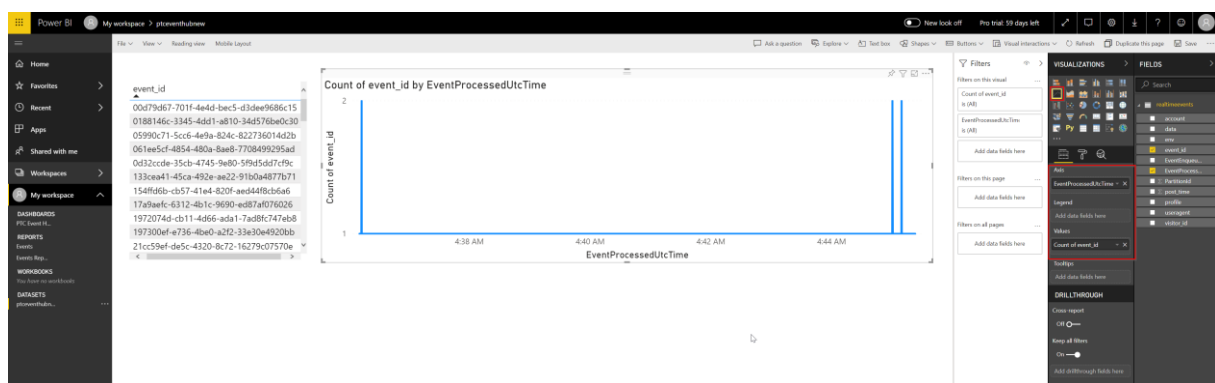 Power BI My workspace > ptceventhubnew New look off Pro trial: 59 days left
File View Reading view Mobile Layout Ask a question Explore Text box Shapes Buttons Visual interactions Refresh Duplicate this page Save
Home
Favorites
Recent
Apps
Shared with me
Workspaces
My workspace
DASHBOARDS
PTC Event H...
REPORTS
Events
Events Rep...
WORKBOOKS
You have no workbooks
DATASETS
ptceventhubn...
event_id
00d79d67-701f-4e4d-bec5-d3dee9686c15
0188146c-3345-4dd1-a810-34d576be0c30
05990c71-5cc6-4e9a-824c-822736014d2b
061ee5cf-4854-480a-8ae8-7708499295ad
0d32ccde-35cb-4745-9e80-5f9d5dd7cf9c
133cea41-45ca-492e-ae22-91b0a4877b71
154ffd6b-cb57-41e4-820f-aed44f8cb6a6
17a9aefc-6312-4b1c-9690-ed87af076026
1972074d-cb11-4d66-ada1-7ad8fc747eb8
197300ef-e736-4be0-a2f2-33e30e4920bb
21cc59ef-de5c-4320-8c72-16279c07570e
Count of event_id by EventProcessedUtcTime
Count of event_id
2
1
4:38 AM 4:40 AM 4:42 AM 4:44 AM
EventProcessedUtcTime
Filters
Filters on this visual
Count of event_id
is (All)
EventProcessedUtcTime
is (All)
Add data fields here
Filters on this page
Add data fields here
Filters on all pages
Add data fields here
VISUALIZATIONS
Py
Axis
EventProcessedUtcTime
Legend
Add data fields here
Values
Count of event_id
Tooltips
Add data fields here
DRILLTHROUGH
Cross-report
Off
Keep all filters
On
Add drillthrough fields here
FIELDS
Search
realtimeevents
account
data
env
event_id
EventEnqueu...
EventProcess...
PartitionId
post_time
profile
useragent
visitor_id